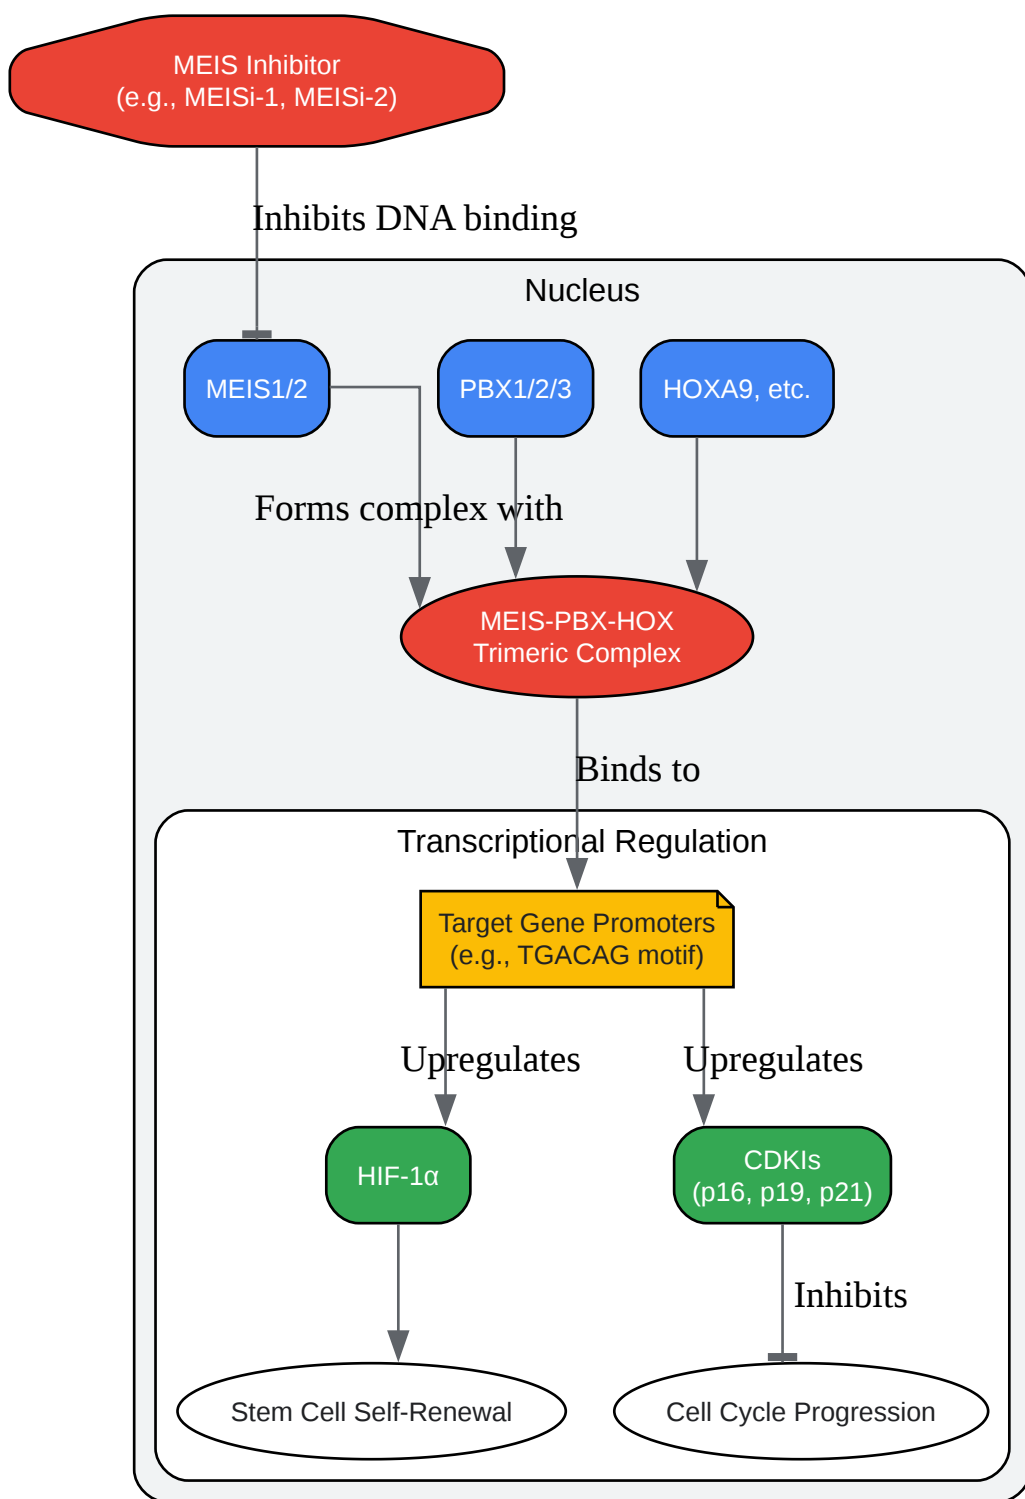 MEIS Inhibitor
(e.g., MEISi-1, MEISi-2)
Inhibits DNA binding
Nucleus
MEIS1/2
PBX1/2/3
HOXA9, etc.
Forms complex with
MEIS-PBX-HOX
Trimeric Complex
Binds to
Transcriptional Regulation
Target Gene Promoters
(e.g., TGACAG motif)
Upregulates
Upregulates
HIF-1α
CDKIs
(p16, p19, p21)
Inhibits
Stem Cell Self-Renewal
Cell Cycle Progression